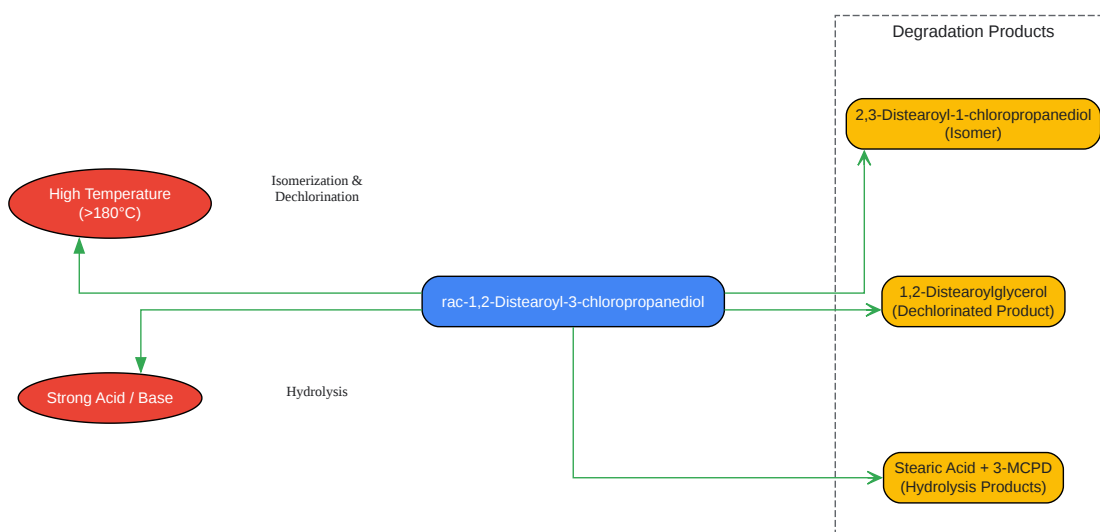 Degradation Products
2,3-Distearoyl-1-chloropropanediol
(Isomer)
High Temperature
(>180°C)
Isomerization &
Dechlorination
rac-1,2-Distearoyl-3-chloropropanediol
1,2-Distearoylglycerol
(Dechlorinated Product)
Strong Acid / Base
Hydrolysis
Stearic Acid + 3-MCPD
(Hydrolysis Products)